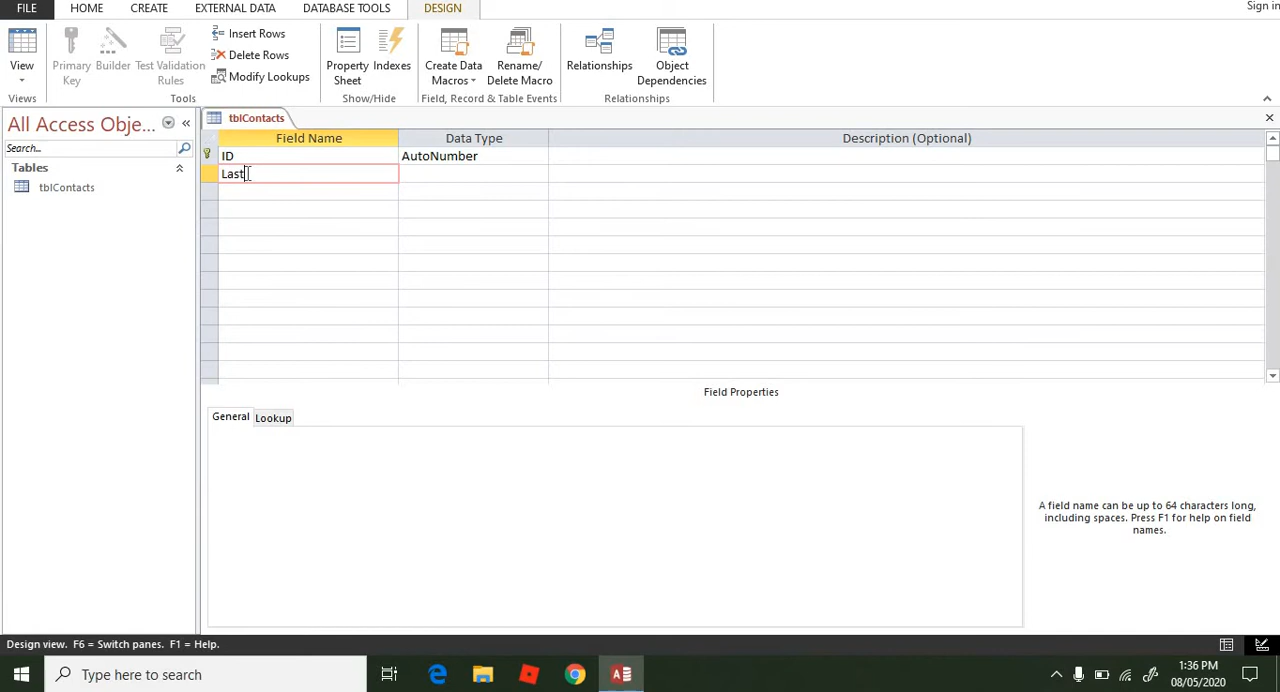 FILE HOME CREATE EXTERNAL DATA DATABASE TOOLS DESIGN Sign in
View
Primary Key
Builder
Test Validation Rules
Insert Rows
Delete Rows
Modify Lookups
Property Sheet
Indexes
Create Data Macros
Rename/ Delete Macro
Relationships
Object Dependencies
Views Tools Show/Hide Field, Record & Table Events Relationships
All Access Obje...
Search...
Tables
tblContacts
tblContacts
Field Name Data Type Description (Optional)
ID AutoNumber
Last
Field Properties
General Lookup
A field name can be up to 64 characters long,
including spaces. Press F1 for help on field
names.
Design view. F6 = Switch panes. F1 = Help.
Type here to search
1:36 PM
08/05/2020